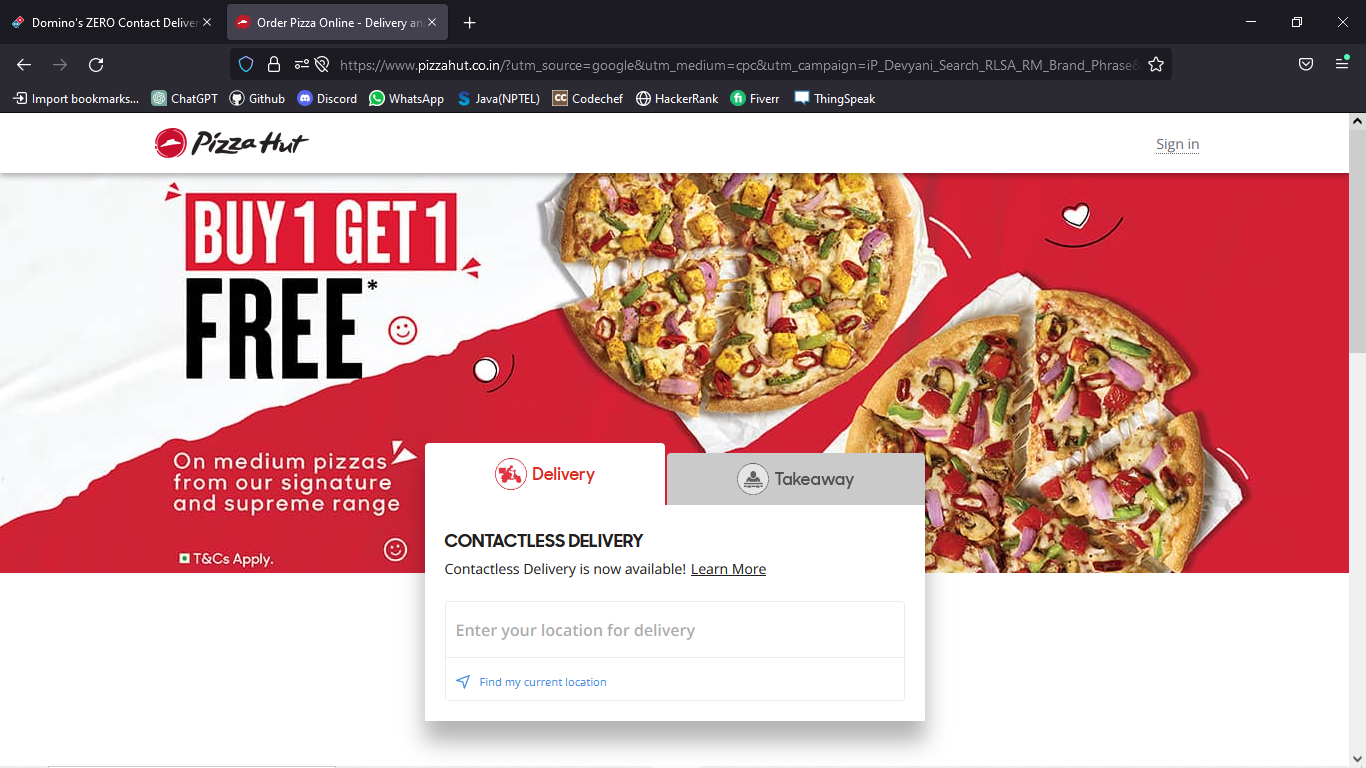 Domino's ZERO Contact Deliver
Order Pizza Online - Delivery an
https://www.pizzahut.co.in/?utm_source=google&utm_medium=cpc&utm_campaign=iP_Devyani_Search_RLSA_RM_Brand_Phrase&
Import bookmarks... ChatGPT Github Discord WhatsApp Java(NPTEL) CC Codechef HackerRank fi Fiverr ThingSpeak
Pizza Hut
Sign in
BUY 1 GET 1
FREE*
On medium pizzas
from our signature
and supreme range
T&Cs Apply.
Delivery
Takeaway
CONTACTLESS DELIVERY
Contactless Delivery is now available! Learn More
Enter your location for delivery
Find my current location